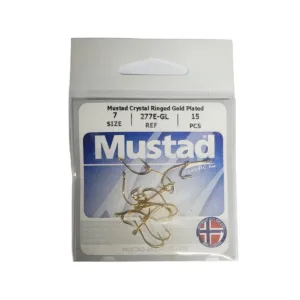 Mustad Crystal Ringed Gold Plated
7 277E-GL 15
SIZE REF PCS
Mustad